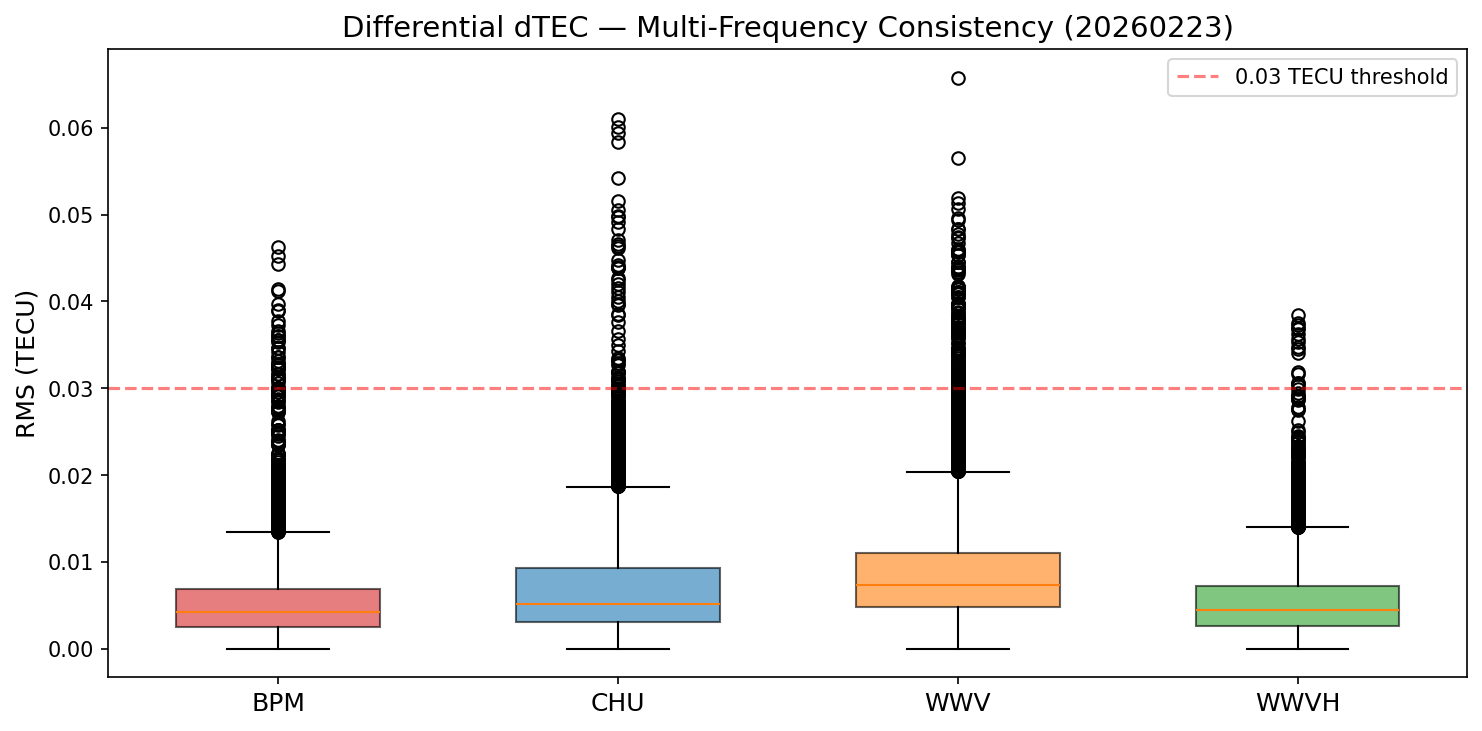 Differential dTEC — Multi-Frequency Consistency (20260223)
0.03 TECU threshold
RMS (TECU)
0.06
0.05
0.04
0.03
0.02
0.01
0.00
BPM
CHU
WWV
WWVH